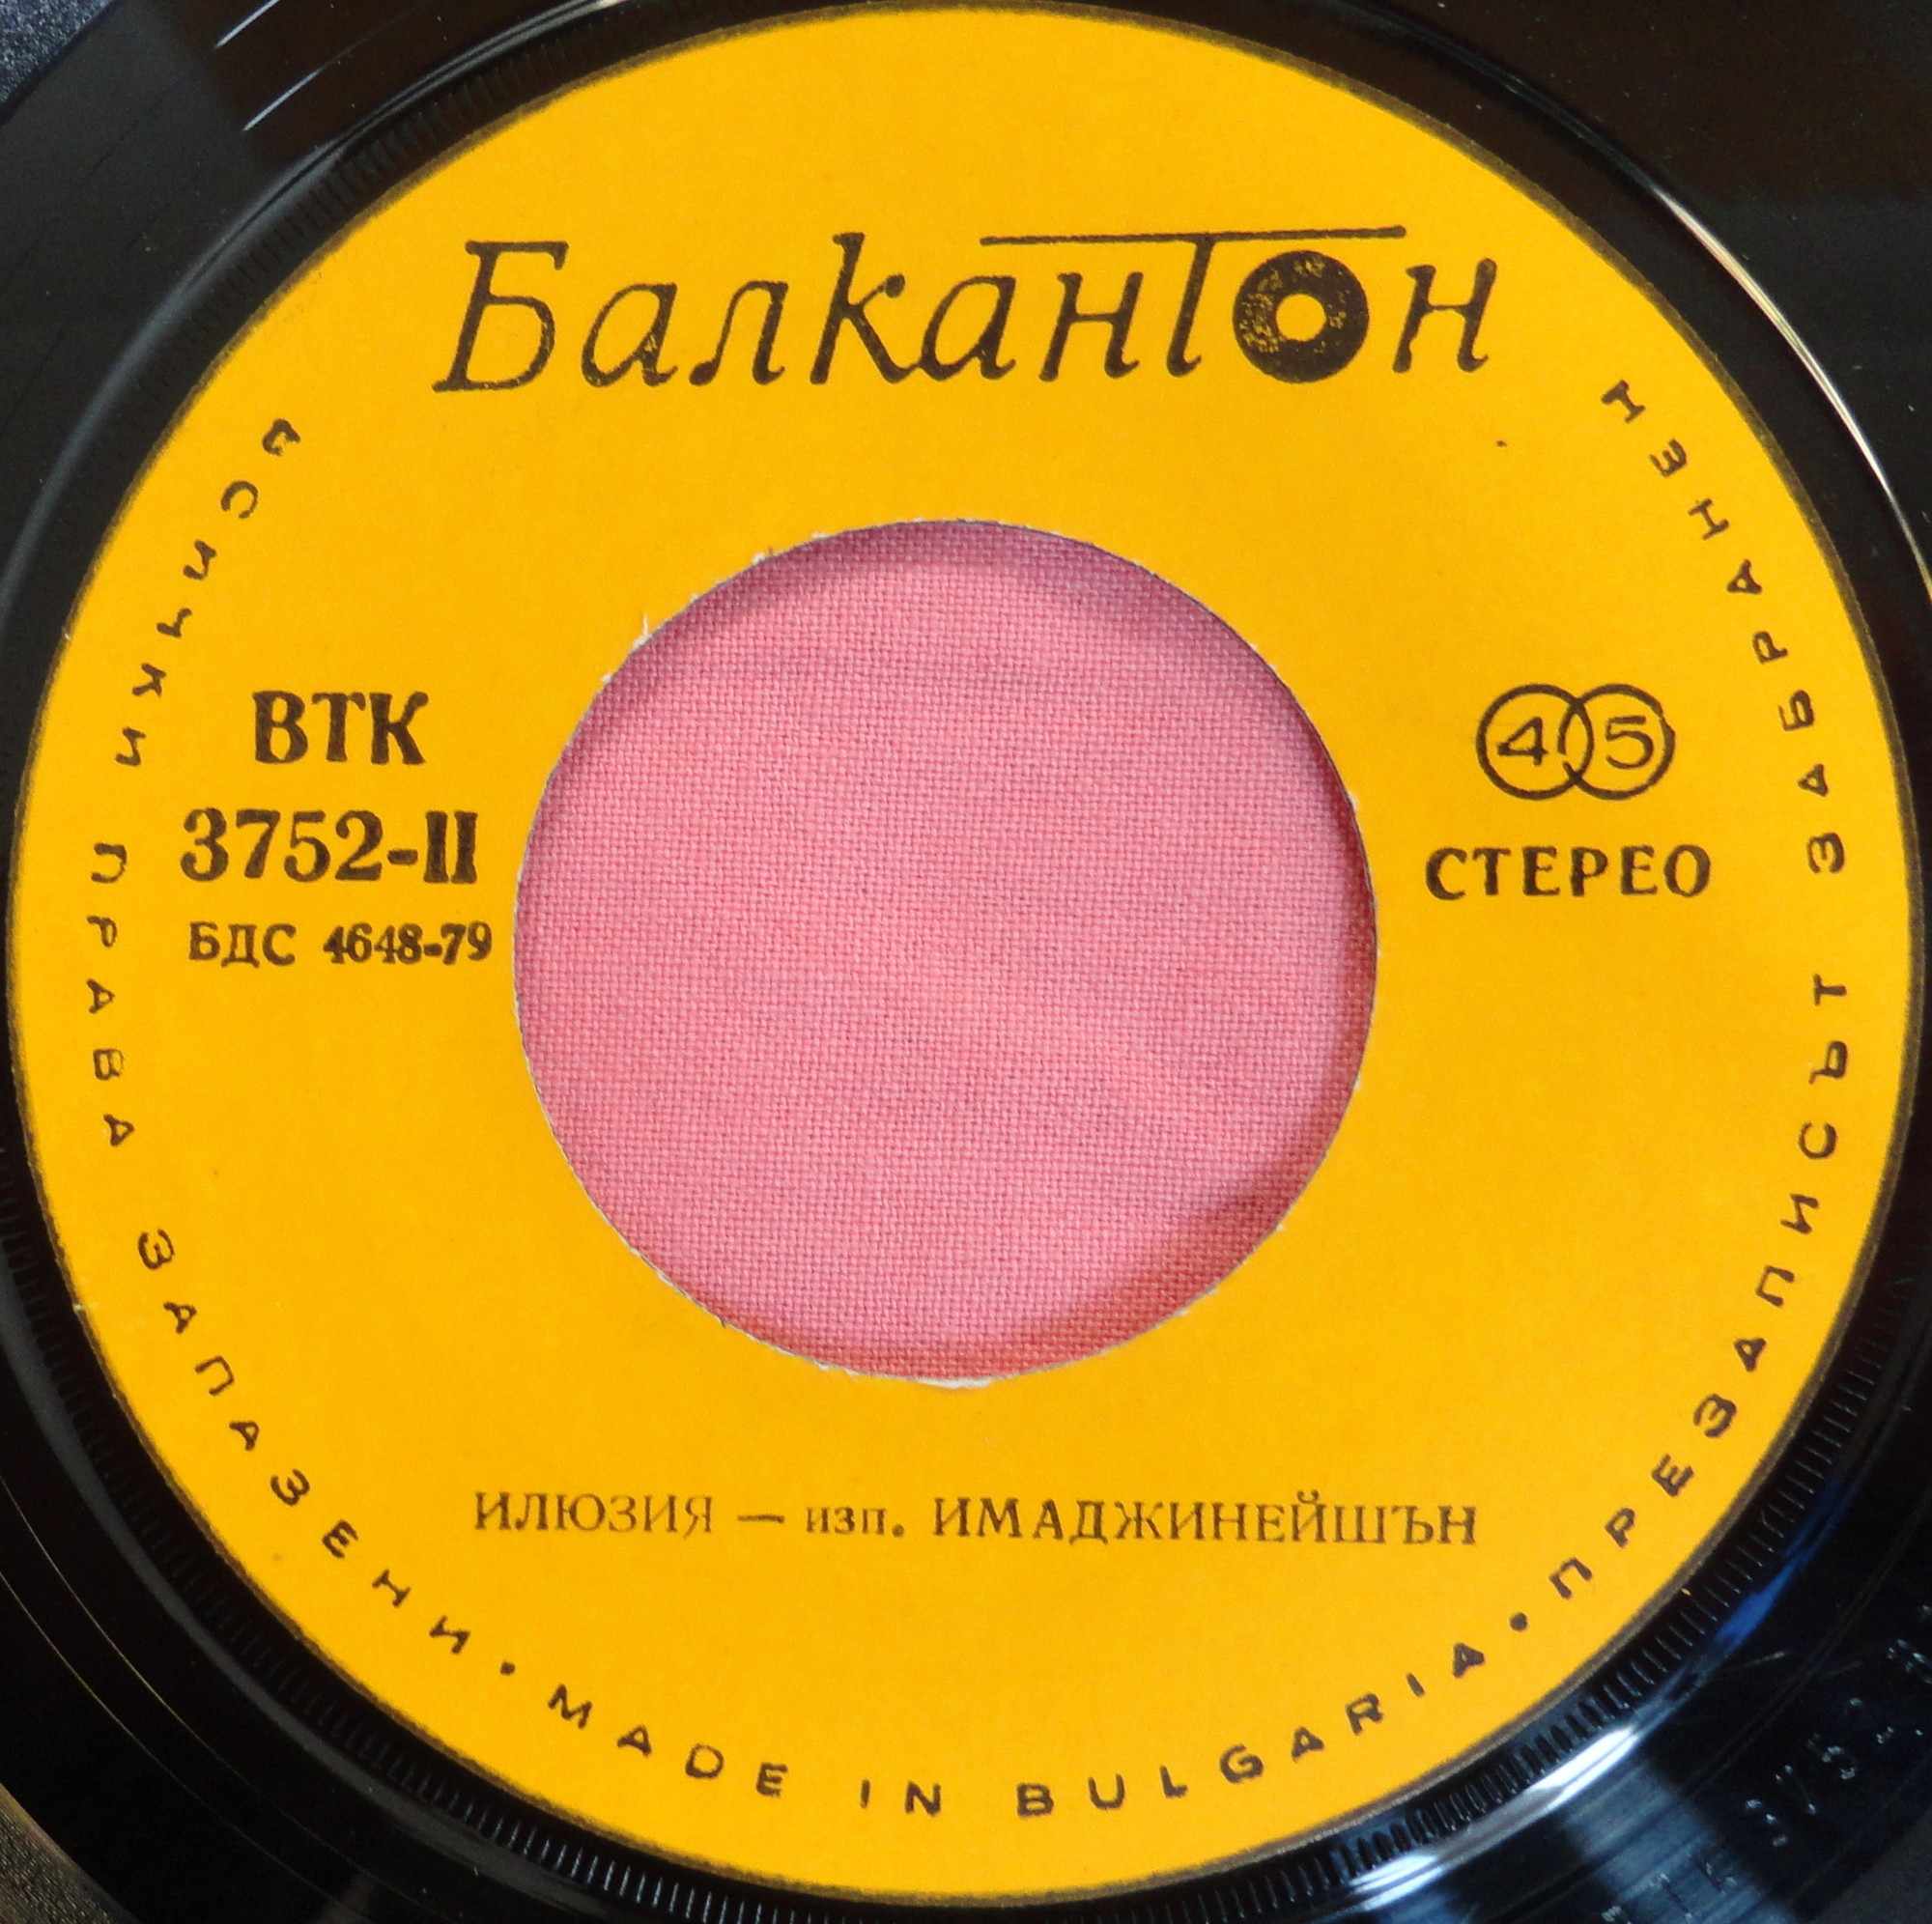 Балкантон
ВТК
3752-II
БДС 4648-79
45
СТЕРЕО
ИЛЮЗИЯ — изп. ИМАДЖИНЕЙШЪН
ВСИЧКИ ПРАВА ЗАПАЗЕНИ • MADE IN BULGARIA • ПРЕЗАПИСЪТ ЗАБРАНЕН